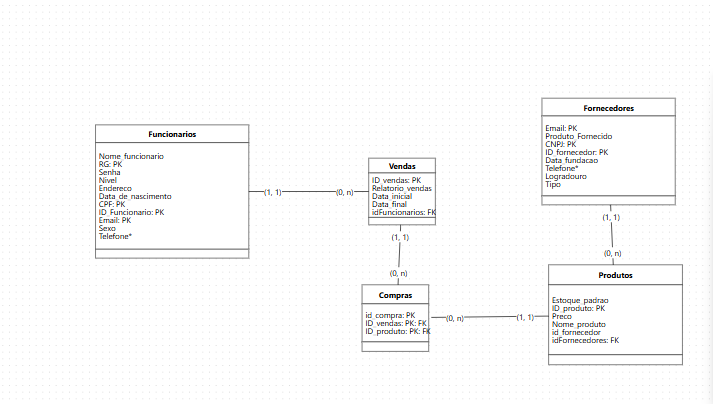 Funcionarios
Nome_funcionario
RG: PK
Senha
Nivel
Endereco
Data_de_nascimento
CPF: PK
ID_Funcionario: PK
Email: PK
Sexo
Telefone*
(1, 1)
(0, n)
Vendas
ID_vendas: PK
Relatorio_vendas
Data_inicial
Data_final
idFuncionarios: FK
(1, 1)
(0, n)
Compras
id_compra: PK
ID_vendas: PK: FK
ID_produto: PK: FK
(0, n)
(1, 1)
Fornecedores
Email: PK
Produto_Fornecido
CNPJ: PK
ID_fornecedor: PK
Data_fundacao
Telefone*
Logradouro
Tipo
(1, 1)
(0, n)
Produtos
Estoque_padrao
ID_produto: PK
Preco
Nome_produto
id_fornecedor
idFornecedores: FK